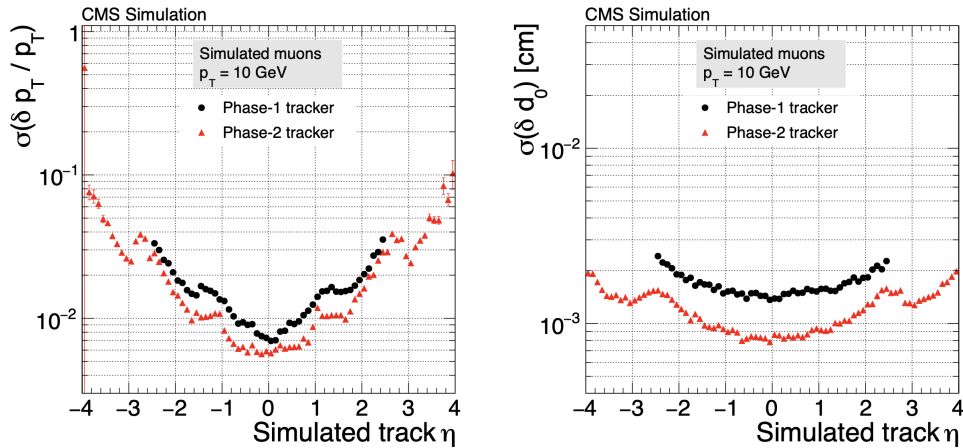 CMS Simulation
σ(δ p_T / p_T)
1
10⁻¹
10⁻²
Simulated muons
p_T = 10 GeV
Phase-1 tracker
Phase-2 tracker
−4 −3 −2 −1 0 1 2 3 4
Simulated track η
CMS Simulation
σ(δ d₀) [cm]
10⁻²
10⁻³
Simulated muons
p_T = 10 GeV
Phase-1 tracker
Phase-2 tracker
−4 −3 −2 −1 0 1 2 3 4
Simulated track η